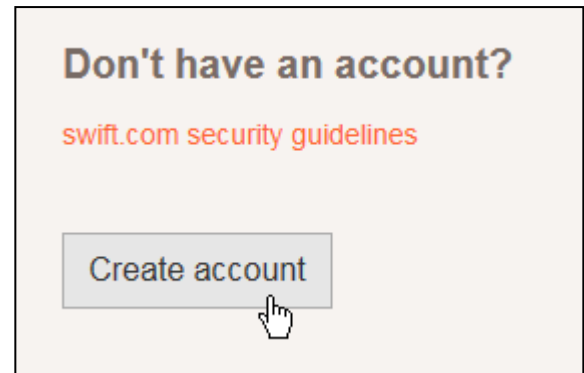 Don't have an account?
swift.com security guidelines
Create account